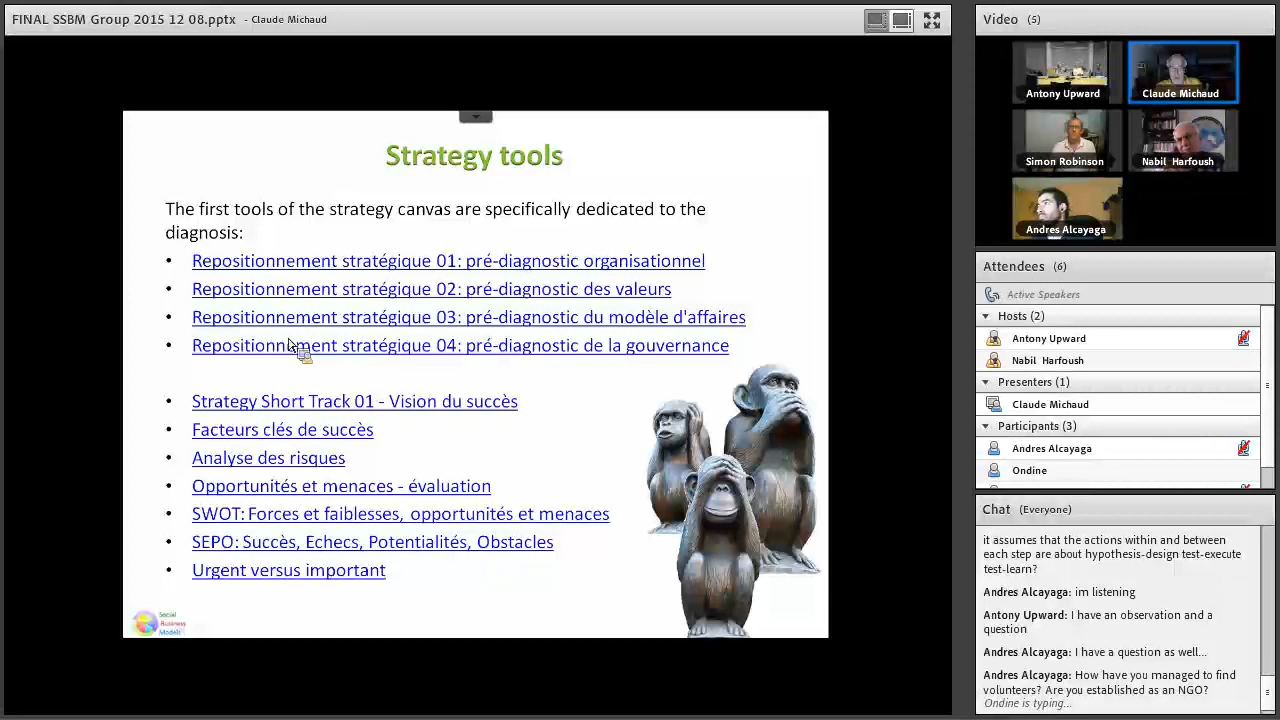 FINAL SSBM Group 2015 12 08.pptx - Claude Michaud
Strategy tools
The first tools of the strategy canvas are specifically dedicated to the
diagnosis:
• Repositionnement stratégique 01: pré-diagnostic organisationnel
• Repositionnement stratégique 02: pré-diagnostic des valeurs
• Repositionnement stratégique 03: pré-diagnostic du modèle d'affaires
• Repositionnement stratégique 04: pré-diagnostic de la gouvernance
• Strategy Short Track 01 - Vision du succès
• Facteurs clés de succès
• Analyse des risques
• Opportunités et menaces - évaluation
• SWOT: Forces et faiblesses, opportunités et menaces
• SEPO: Succès, Echecs, Potentialités, Obstacles
• Urgent versus important
Social
Business
Models
Video (5)
Antony Upward
Claude Michaud
Simon Robinson
Nabil Harfoush
Andres Alcayaga
Attendees (6)
Active Speakers
Hosts (2)
Antony Upward
Nabil Harfoush
Presenters (1)
Claude Michaud
Participants (3)
Andres Alcayaga
Ondine
Chat (Everyone)
it assumes that the actions within and between
each step are about hypothesis-design test-execute
test-learn?
Andres Alcayaga: im listening
Antony Upward: I have an observation and a
question
Andres Alcayaga: I have a question as well...
Andres Alcayaga: How have you managed to find
volunteers? Are you established as an NGO?
Ondine is typing...